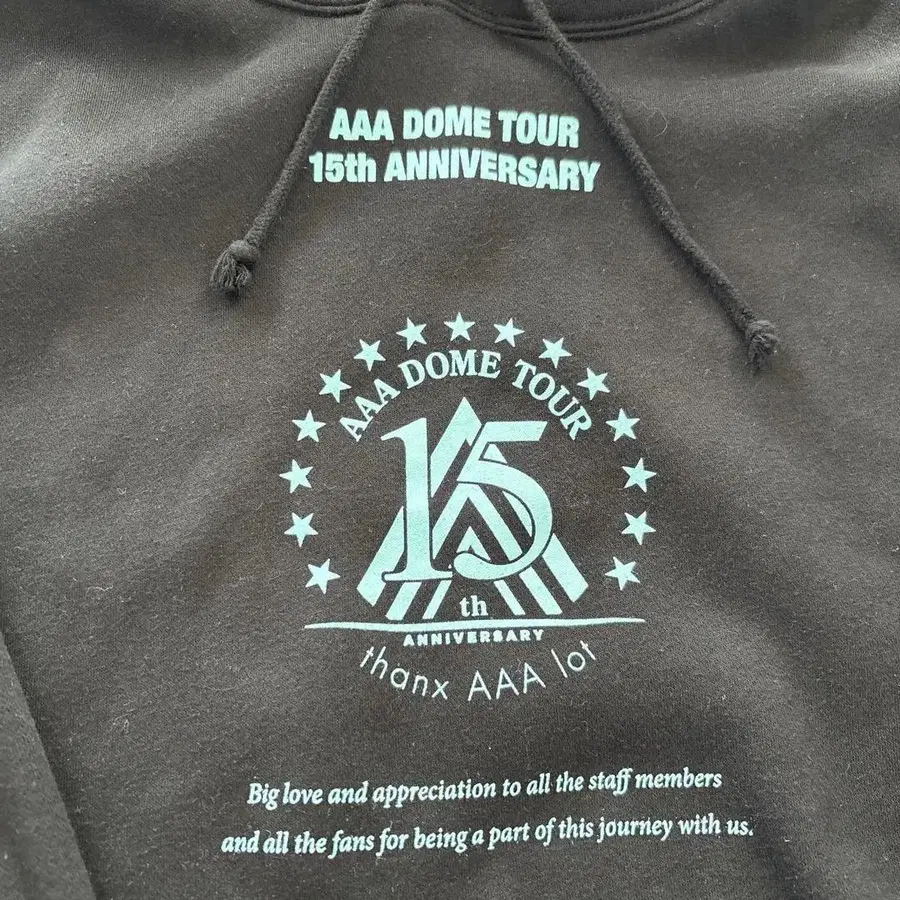 AAA DOME TOUR
15th ANNIVERSARY
AAA DOME TOUR
15
th
ANNIVERSARY
thanx AAA lot
Big love and appreciation to all the staff members
and all the fans for being a part of this journey with us.